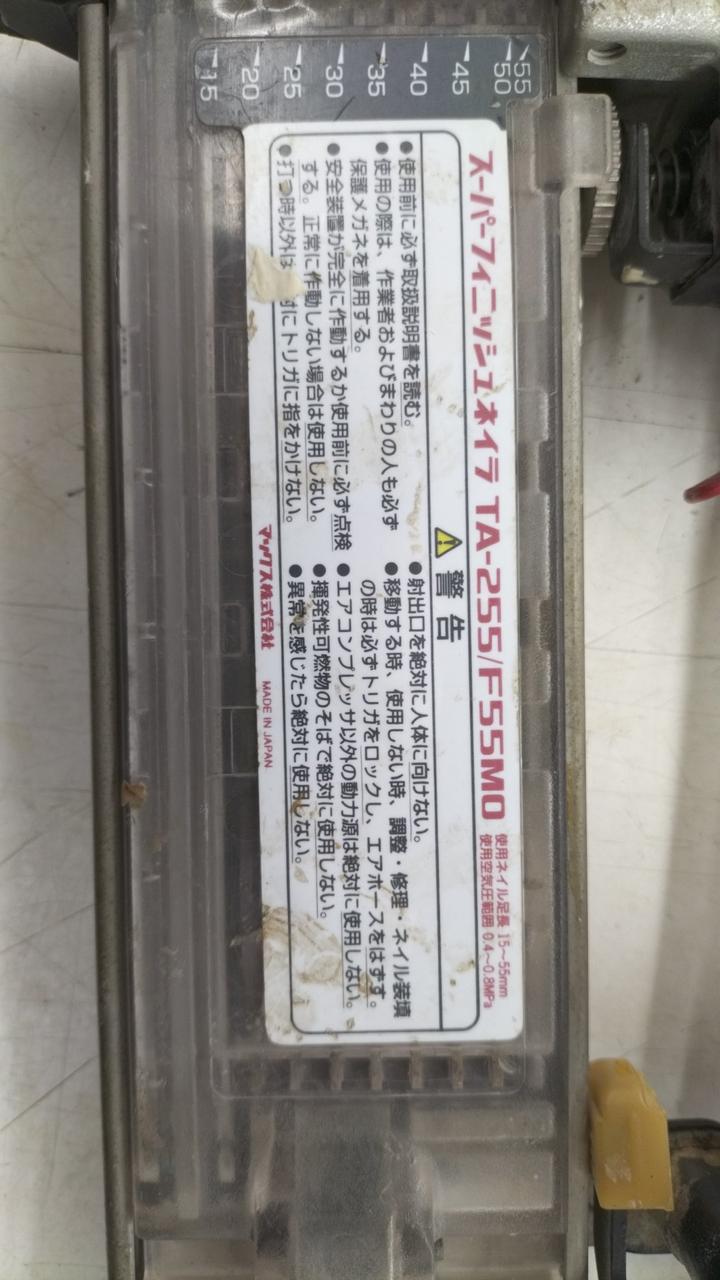 スーパーフィニッシュネイラ TA-255/F55MO
使用ネイル足長 15～55mm
使用空気圧範囲 0.4～0.8MPa
警告
●使用前に必ず取扱説明書を読む。
●使用の際は、作業者およびまわりの人も必ず
保護メガネを着用する。
●安全装置が完全に作動するか使用前に必ず点検
する。正常に作動しない場合は使用しない。
●打つ時以外は 対にトリガに指をかけない。
●射出口を絶対に人体に向けない。
●移動する時、使用しない時、調整・修理・ネイル装填
の時は必ずトリガをロックし、エアホースをはずす。
●エアコンプレッサ以外の動力源は絶対に使用しない。
●揮発性可燃物のそばで絶対に使用しない。
●異常を感じたら絶対に使用しない。
マックス株式会社 MADE IN JAPAN
15 20 25 30 35 40 45 50 55